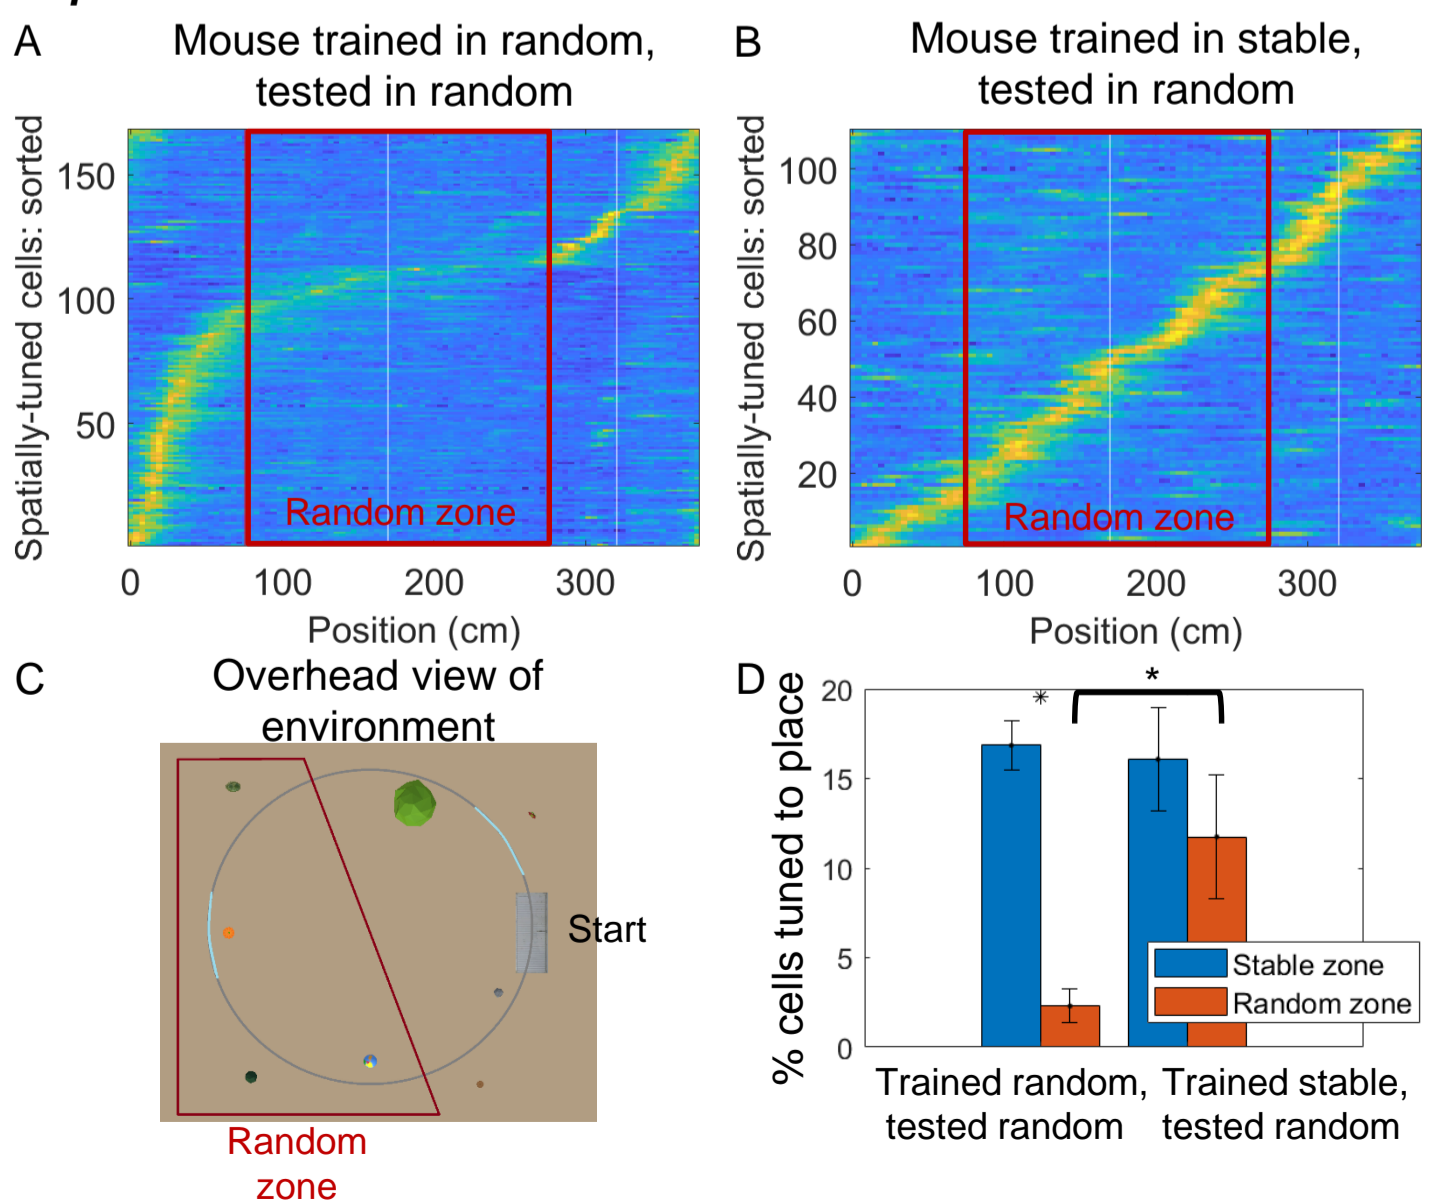 A
Mouse trained in random,
tested in random
Spatially-tuned cells: sorted
150
100
50
Random zone
0
100
200
300
Position (cm)
B
Mouse trained in stable,
tested in random
Spatially-tuned cells: sorted
100
80
60
40
20
Random zone
0
100
200
300
Position (cm)
C
Overhead view of
environment
Start
Random
zone
D
% cells tuned to place
20
15
10
5
0
*
*
Stable zone
Random zone
Trained random,
tested random
Trained stable,
tested random